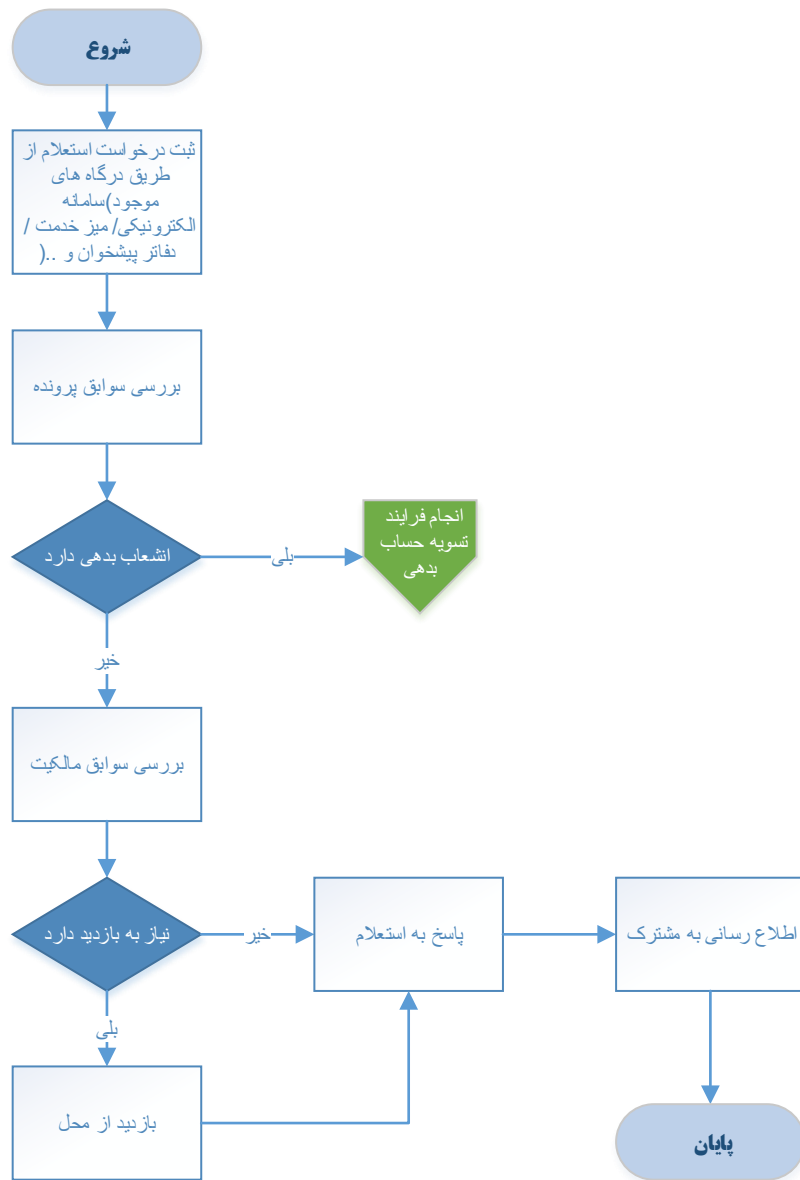 شروع
ثبت درخواست استعلام از
طریق درگاه های
موجود)سامانه
الکترونیکی/ میز خدمت /
دفاتر پیشخوان و ..(
بررسی سوابق پرونده
انشعاب بدهی دارد
بلی
انجام فرایند
تسویه حساب
بدهی
خیر
بررسی سوابق مالکیت
نیاز به بازدید دارد
خیر
پاسخ به استعلام
اطلاع رسانی به مشترک
بلی
بازدید از محل
پایان